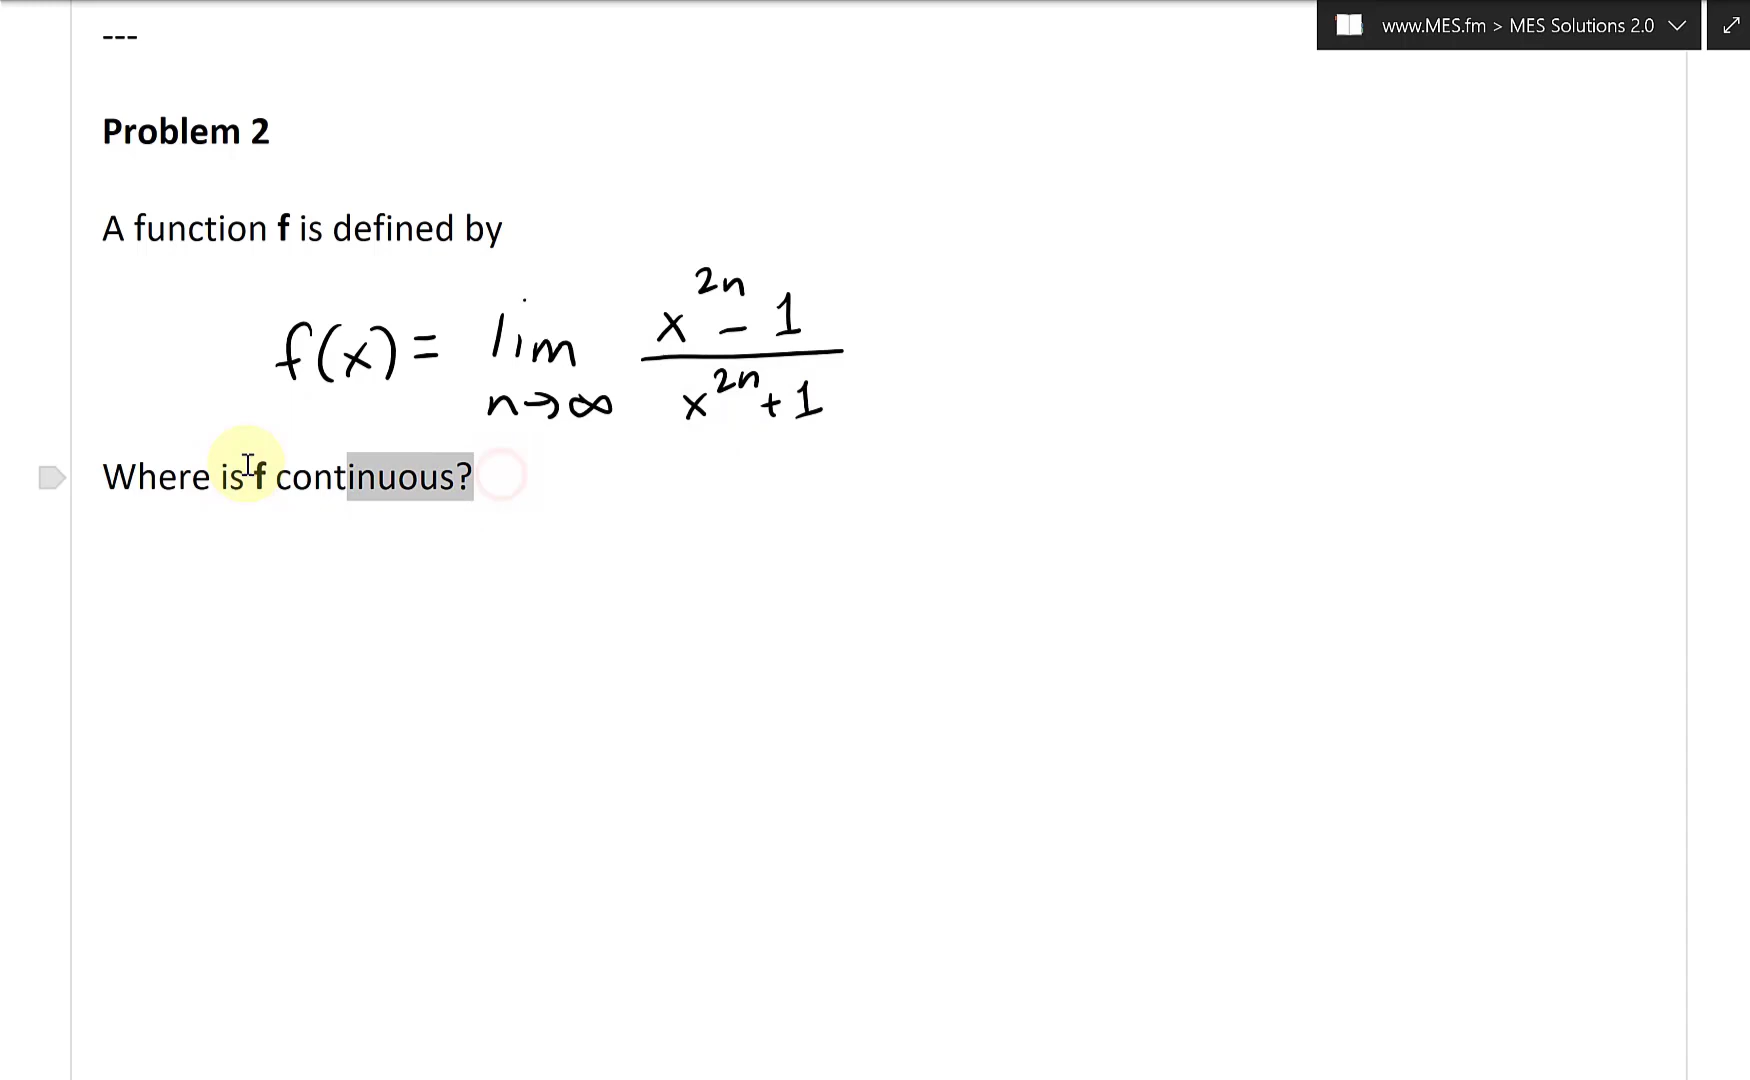 www.MES.fm > MES Solutions 2.0
---
Problem 2
A function f is defined by
f(x) = lim n→∞ (x^2n - 1)/(x^2n + 1)
Where is f continuous?